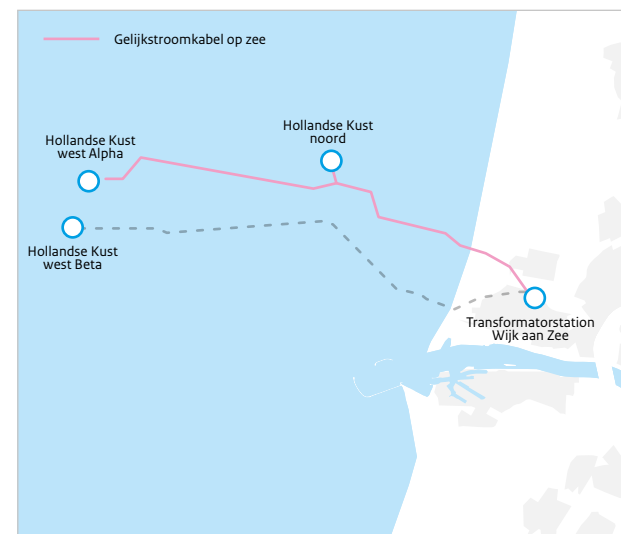 Gelijkstroomkabel op zee
Hollandse Kust
noord
Hollandse Kust
west Alpha
Hollandse Kust
west Beta
Transformatorstation
Wijk aan Zee